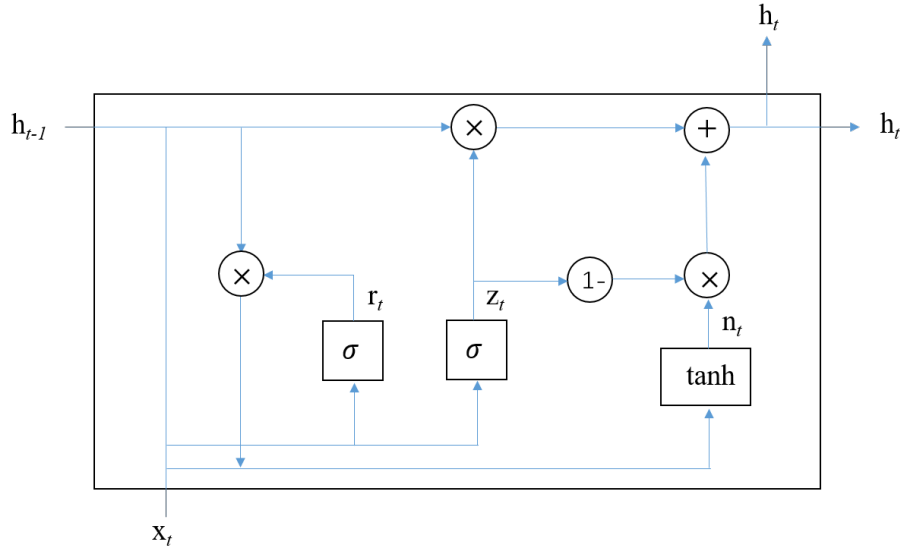 h_t
h_{t-1}
×
+
h_t
×
1-
×
r_t
z_t
n_t
σ
σ
tanh
x_t